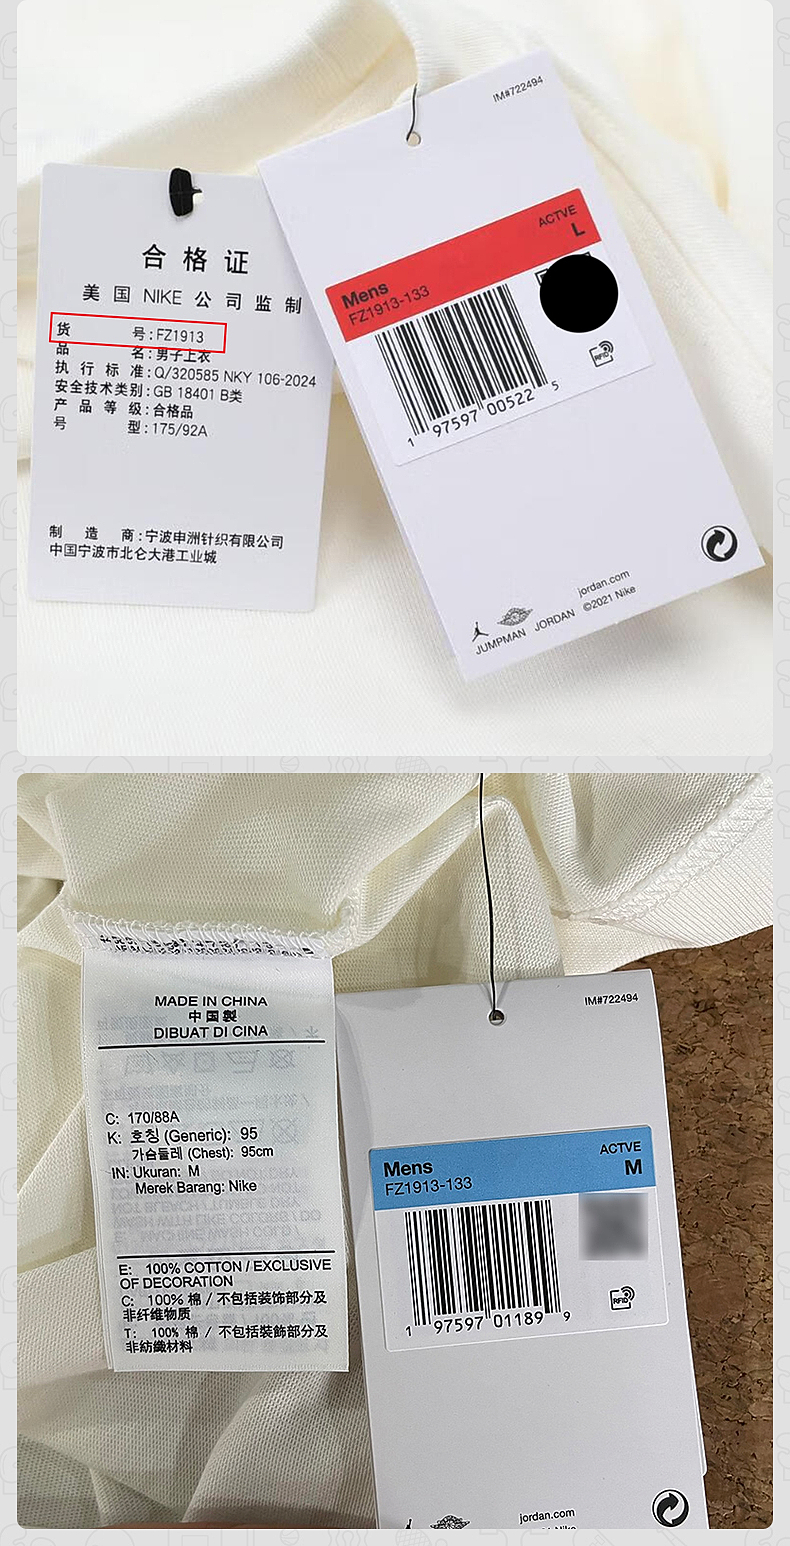 合格证
美国NIKE公司监制
货号:FZ1913
品名:男子上衣
执行标准:Q/320585 NKY 106-2024
安全技术类别:GB 18401 B类
产品等级:合格品
号型:175/92A
制造商:宁波申洲针织有限公司
中国宁波市北仑大港工业城
IM#722494
ACTVE
L
Mens
FZ1913-133
1 97597 00522 5
RFID
jordan.com
©2021 Nike
JUMPMAN JORDAN
MADE IN CHINA
中国製
DIBUAT DI CINA
C: 170/88A
K: 호칭 (Generic): 95
가슴둘레 (Chest): 95cm
IN: Ukuran: M
Merek Barang: Nike
E: 100% COTTON / EXCLUSIVE
OF DECORATION
C: 100% 棉 / 不包括装饰部分及
非纤维物质
T: 100% 棉 / 不包括裝飾部分及
非紡織材料
IM#722494
ACTVE
Mens
M
FZ1913-133
RFID
1 97597 01189 9
jordan.com